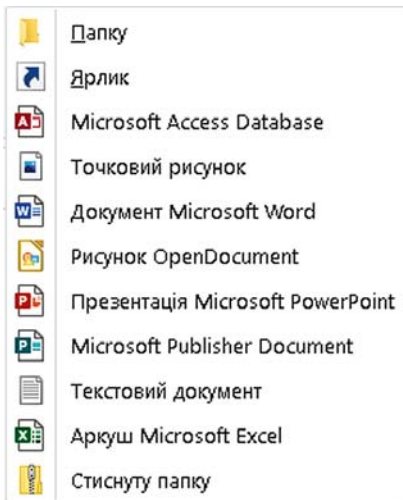 Папку
Ярлик
Microsoft Access Database
Точковий рисунок
Документ Microsoft Word
Рисунок OpenDocument
Презентація Microsoft PowerPoint
Microsoft Publisher Document
Текстовий документ
Аркуш Microsoft Excel
Стиснуту папку